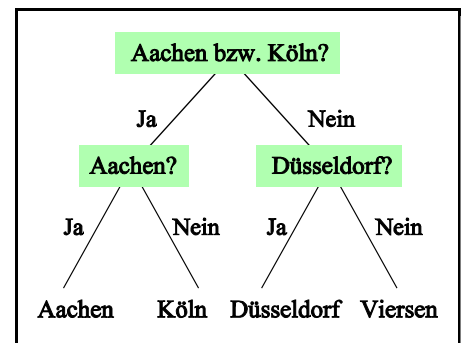 Aachen bzw. Köln?
Ja Nein
Aachen? Düsseldorf?
Ja Nein Ja Nein
Aachen Köln Düsseldorf Viersen